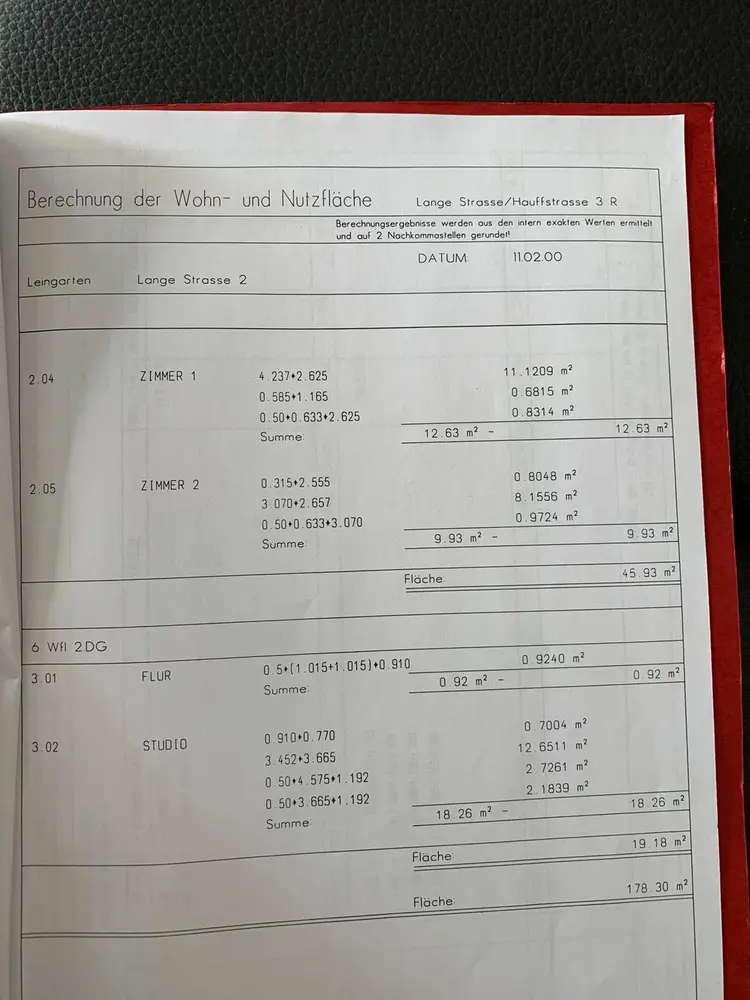 Berechnung der Wohn- und Nutzfläche Lange Strasse/Hauffstrasse 3 R
Berechnungsergebnisse werden aus den intern exakten Werten ermittelt
und auf 2 Nachkommastellen gerundet!
DATUM: 11.02.00
Leingarten Lange Strasse 2
2.04 ZIMMER 1 4.237*2.625 11.1209 m²
0.585*1.165 0.6815 m²
0.50*0.633*2.625 0.8314 m²
Summe: 12.63 m² - 12.63 m²
2.05 ZIMMER 2 0.315*2.555 0.8048 m²
3.070*2.657 8.1556 m²
0.50*0.633*3.070 0.9724 m²
Summe: 9.93 m² - 9.93 m²
Fläche: 45.93 m²
6 Wfl 2.DG
3.01 FLUR 0.5*(1.015+1.015)*0.910 0.9240 m²
Summe: 0.92 m² - 0.92 m²
3.02 STUDIO 0.910*0.770 0.7004 m²
3.452*3.665 12.6511 m²
0.50*4.575*1.192 2.7261 m²
0.50*3.665*1.192 2.1839 m²
Summe: 18.26 m² - 18.26 m²
Fläche: 19.18 m²
Fläche: 178.30 m²